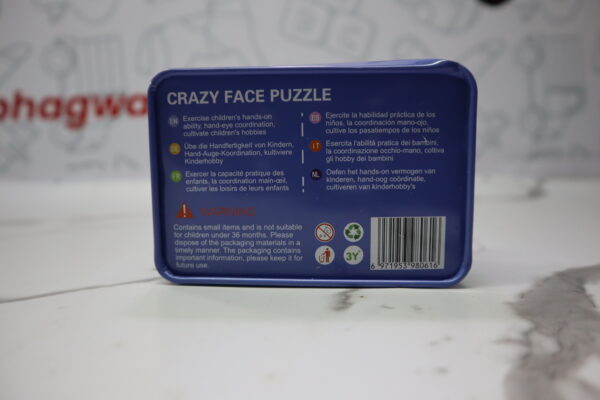 bhagwa
CRAZY FACE PUZZLE
EN Exercise children's hands-on
ability, hand-eye coordination,
cultivate children's hobbies
DE Übe die Handfertigkeit von Kindern,
Hand-Auge-Koordination, kultiviere
Kinderhobby
FR Exercer la capacité pratique des
enfants, la coordination main-œil,
cultiver les loisirs de leurs enfants
ES Ejercite la habilidad práctica de los
niños, la coordinación mano-ojo,
cultive los pasatiempos de los niños
IT Esercita l'abilità pratica dei bambini,
la coordinazione occhio-mano, coltiva
gli hobby dei bambini
NL Oefen het hands-on vermogen van
kinderen, hand-oog coördinatie,
cultiveren van kinderhobby's
WARNING
Contains small items and is not suitable
for children under 36 months. Please
dispose of the packaging materials in a
timely manner. The packaging contains
important information, please keep it for
future use.
3Y+
6 971953 980616